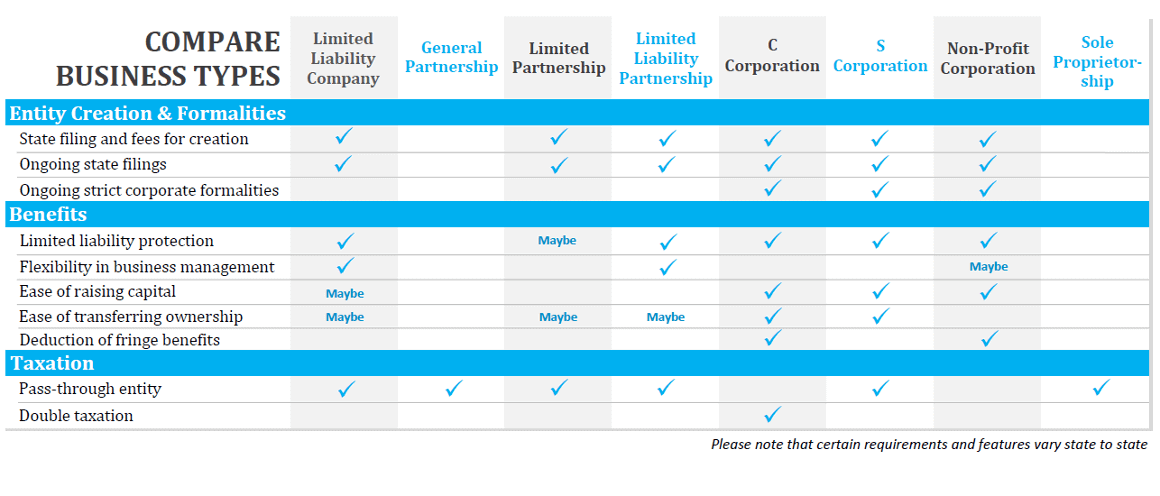 COMPARE
BUSINESS TYPES
Limited
Liability
Company
General
Partnership
Limited
Partnership
Limited
Liability
Partnership
C
Corporation
S
Corporation
Non-Profit
Corporation
Sole
Proprietor-
ship
Entity Creation & Formalities
State filing and fees for creation ✓ ✓ ✓ ✓ ✓ ✓
Ongoing state filings ✓ ✓ ✓ ✓ ✓ ✓
Ongoing strict corporate formalities ✓ ✓ ✓
Benefits
Limited liability protection ✓ Maybe ✓ ✓ ✓ ✓
Flexibility in business management ✓ ✓ Maybe
Ease of raising capital Maybe ✓ ✓ ✓
Ease of transferring ownership Maybe Maybe Maybe ✓ ✓
Deduction of fringe benefits ✓ ✓
Taxation
Pass-through entity ✓ ✓ ✓ ✓ ✓ ✓
Double taxation ✓
Please note that certain requirements and features vary state to state